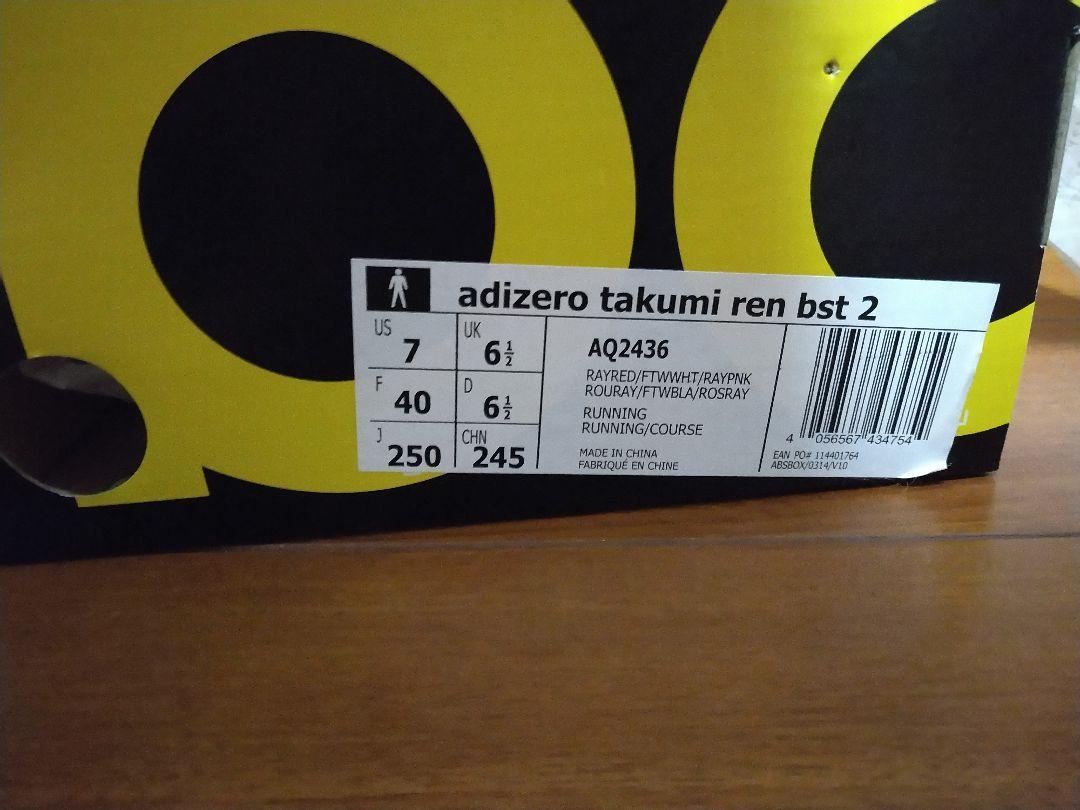 adizero takumi ren bst 2
US 7
UK 6½
F 40
D 6½
J 250
CHN 245
AQ2436
RAYRED/FTWWHT/RAYPNK
ROURAY/FTWBLA/ROSRAY
RUNNING
RUNNING/COURSE
MADE IN CHINA
FABRIQUÉ EN CHINE
4 056567 434754
EAN PO# 114401764
ABSBOX/0314/V10